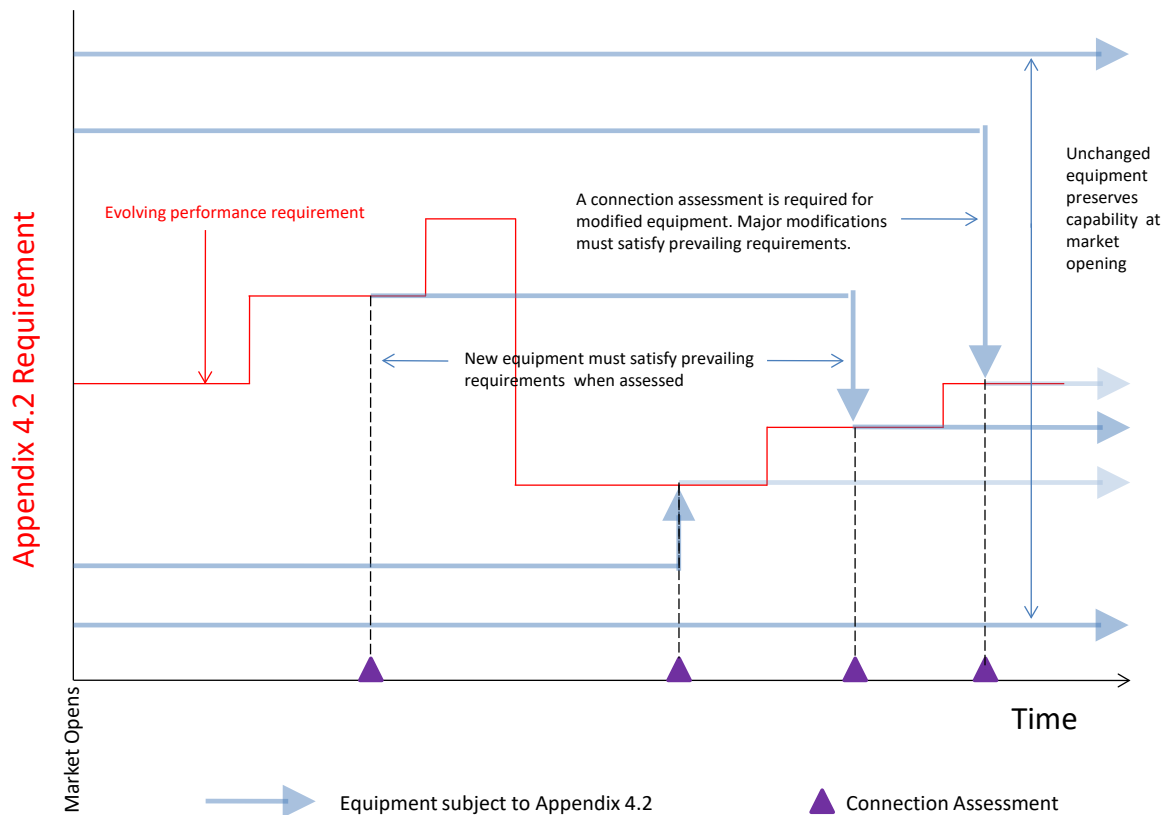 Appendix 4.2 Requirement
Evolving performance requirement
A connection assessment is required for
modified equipment. Major modifications
must satisfy prevailing requirements.
Unchanged
equipment
preserves
capability at
market
opening
New equipment must satisfy prevailing
requirements when assessed
Market Opens
Time
Equipment subject to Appendix 4.2
Connection Assessment